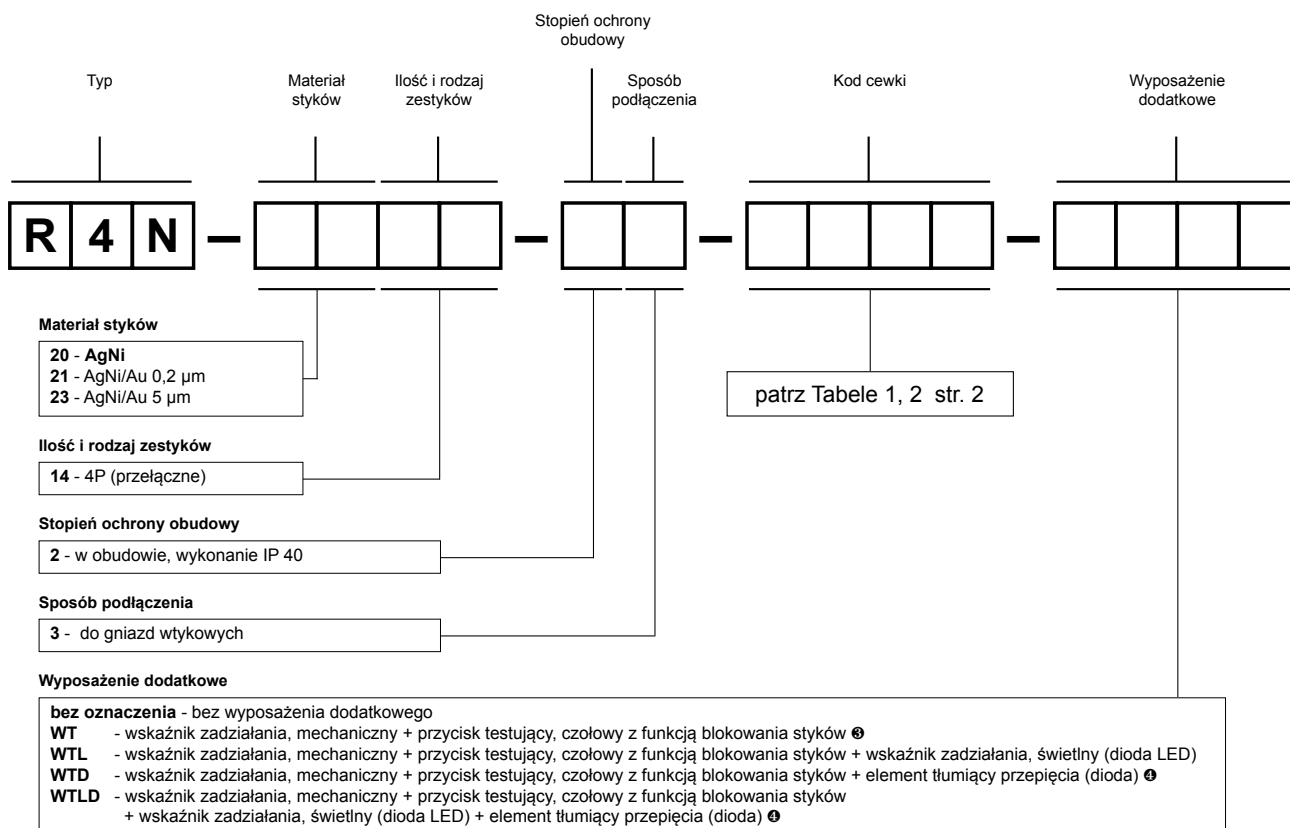 Stopień ochrony
obudowy
Typ
Materiał
styków
Ilość i rodzaj
zestyków
Sposób
podłączenia
Kod cewki
Wyposażenie
dodatkowe
R 4 N – – – –
Materiał styków
20 - AgNi
21 - AgNi/Au 0,2 µm
23 - AgNi/Au 5 µm
patrz Tabele 1, 2 str. 2
Ilość i rodzaj zestyków
14 - 4P (przełączne)
Stopień ochrony obudowy
2 - w obudowie, wykonanie IP 40
Sposób podłączenia
3 - do gniazd wtykowych
Wyposażenie dodatkowe
bez oznaczenia - bez wyposażenia dodatkowego
WT - wskaźnik zadziałania, mechaniczny + przycisk testujący, czołowy z funkcją blokowania styków ❸
WTL - wskaźnik zadziałania, mechaniczny + przycisk testujący, czołowy z funkcją blokowania styków + wskaźnik zadziałania, świetlny (dioda LED)
WTD - wskaźnik zadziałania, mechaniczny + przycisk testujący, czołowy z funkcją blokowania styków + element tłumiący przepięcia (dioda) ❹
WTLD - wskaźnik zadziałania, mechaniczny + przycisk testujący, czołowy z funkcją blokowania styków
+ wskaźnik zadziałania, świetlny (dioda LED) + element tłumiący przepięcia (dioda) ❹